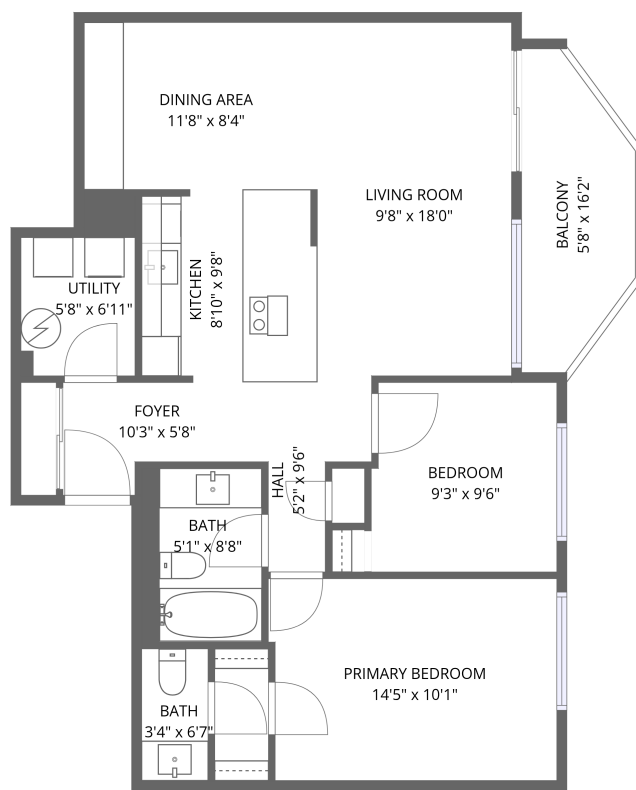 DINING AREA
11'8" x 8'4"
LIVING ROOM
9'8" x 18'0"
BALCONY
5'8" x 16'2"
UTILITY
5'8" x 6'11"
KITCHEN
8'10" x 9'8"
FOYER
10'3" x 5'8"
HALL
5'2" x 9'6"
BEDROOM
9'3" x 9'6"
BATH
5'1" x 8'8"
PRIMARY BEDROOM
14'5" x 10'1"
BATH
3'4" x 6'7"